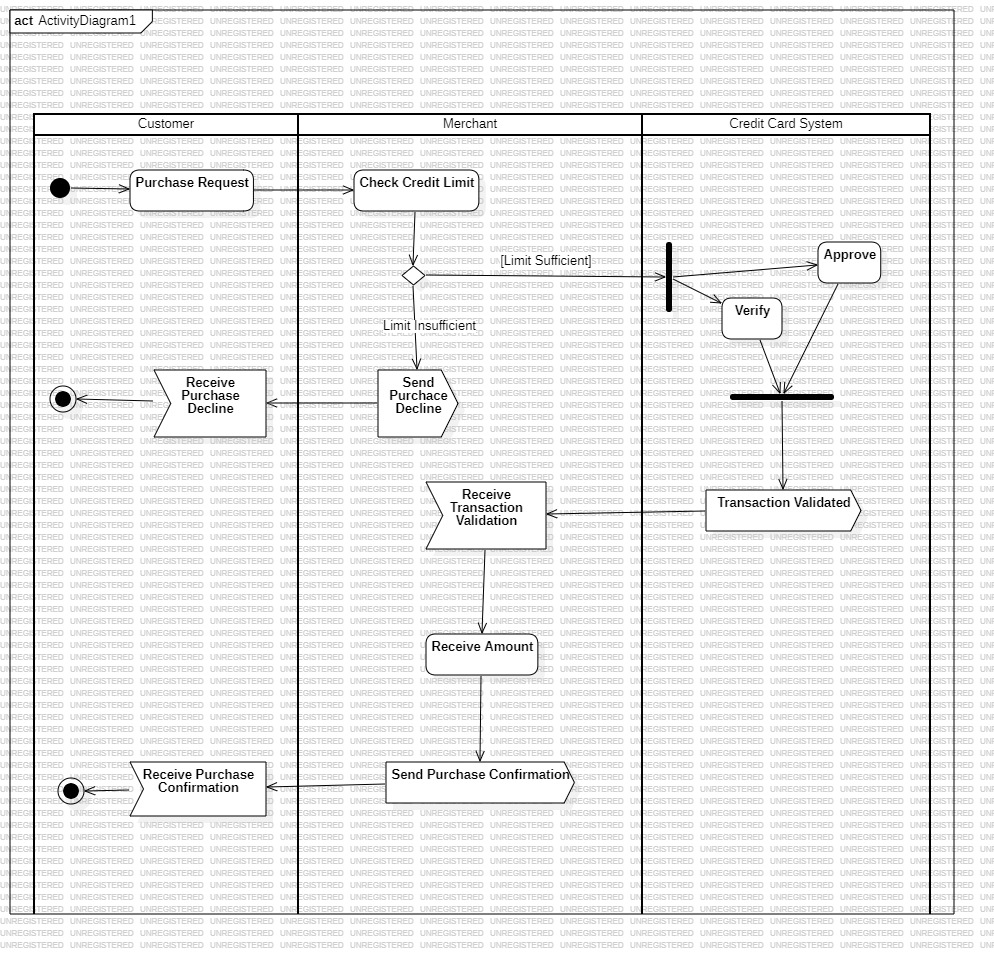 act ActivityDiagram1
Customer
Merchant
Credit Card System
Purchase Request
Check Credit Limit
[Limit Sufficient]
Approve
Verify
Limit Insufficient
Receive
Purchase
Decline
Send
Purchace
Decline
Receive
Transaction
Validation
Transaction Validated
Receive Amount
Receive Purchase
Confirmation
Send Purchase Confirmation
UNREGISTERED